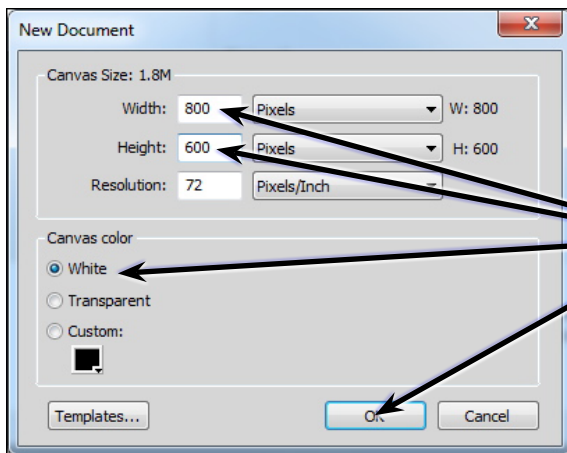 New Document
Canvas Size: 1.8M
Width: 800 Pixels W: 800
Height: 600 Pixels H: 600
Resolution: 72 Pixels/Inch
Canvas color
White
Transparent
Custom:
Templates... OK Cancel